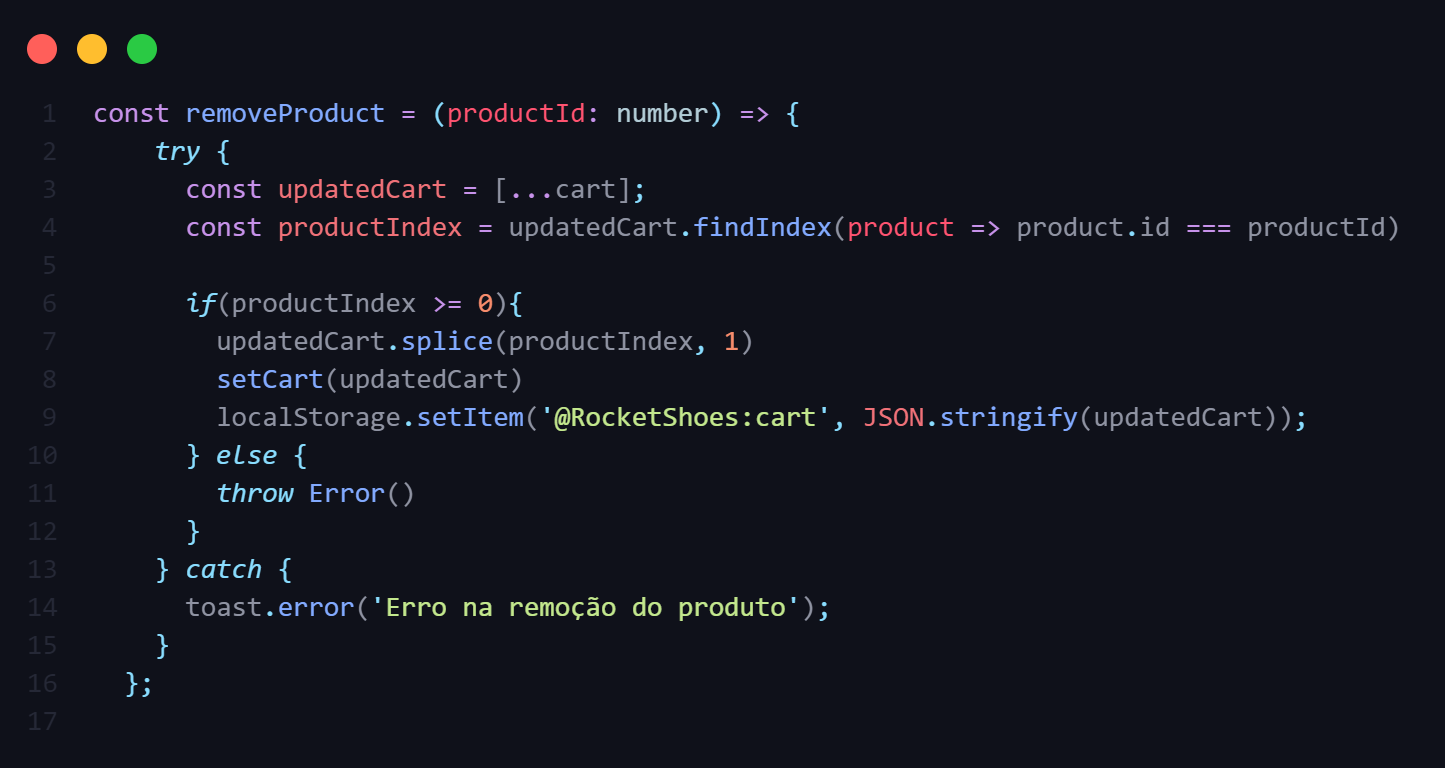 1 const removeProduct = (productId: number) => {
2 try {
3 const updatedCart = [...cart];
4 const productIndex = updatedCart.findIndex(product => product.id === productId)
5
6 if(productIndex >= 0){
7 updatedCart.splice(productIndex, 1)
8 setCart(updatedCart)
9 localStorage.setItem('@RocketShoes:cart', JSON.stringify(updatedCart));
10 } else {
11 throw Error()
12 }
13 } catch {
14 toast.error('Erro na remoção do produto');
15 }
16 };
17